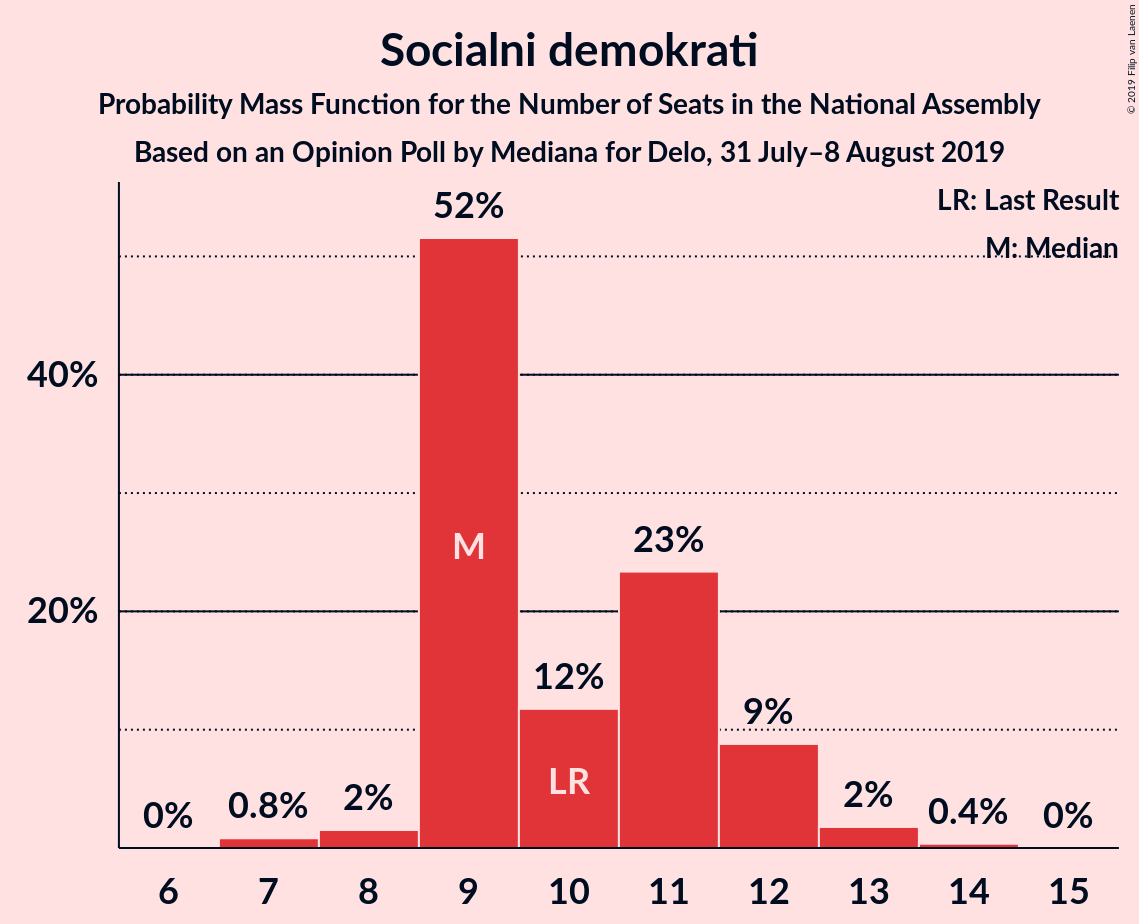 Socialni demokrati
Probability Mass Function for the Number of Seats in the National Assembly
Based on an Opinion Poll by Mediana for Delo, 31 July–8 August 2019
© 2019 Filip van Laenen
LR: Last Result
M: Median
52%
40%
M
23%
20%
12%
9%
LR
0%
0.8%
2%
2%
0.4%
0%
6 7 8 9 10 11 12 13 14 15